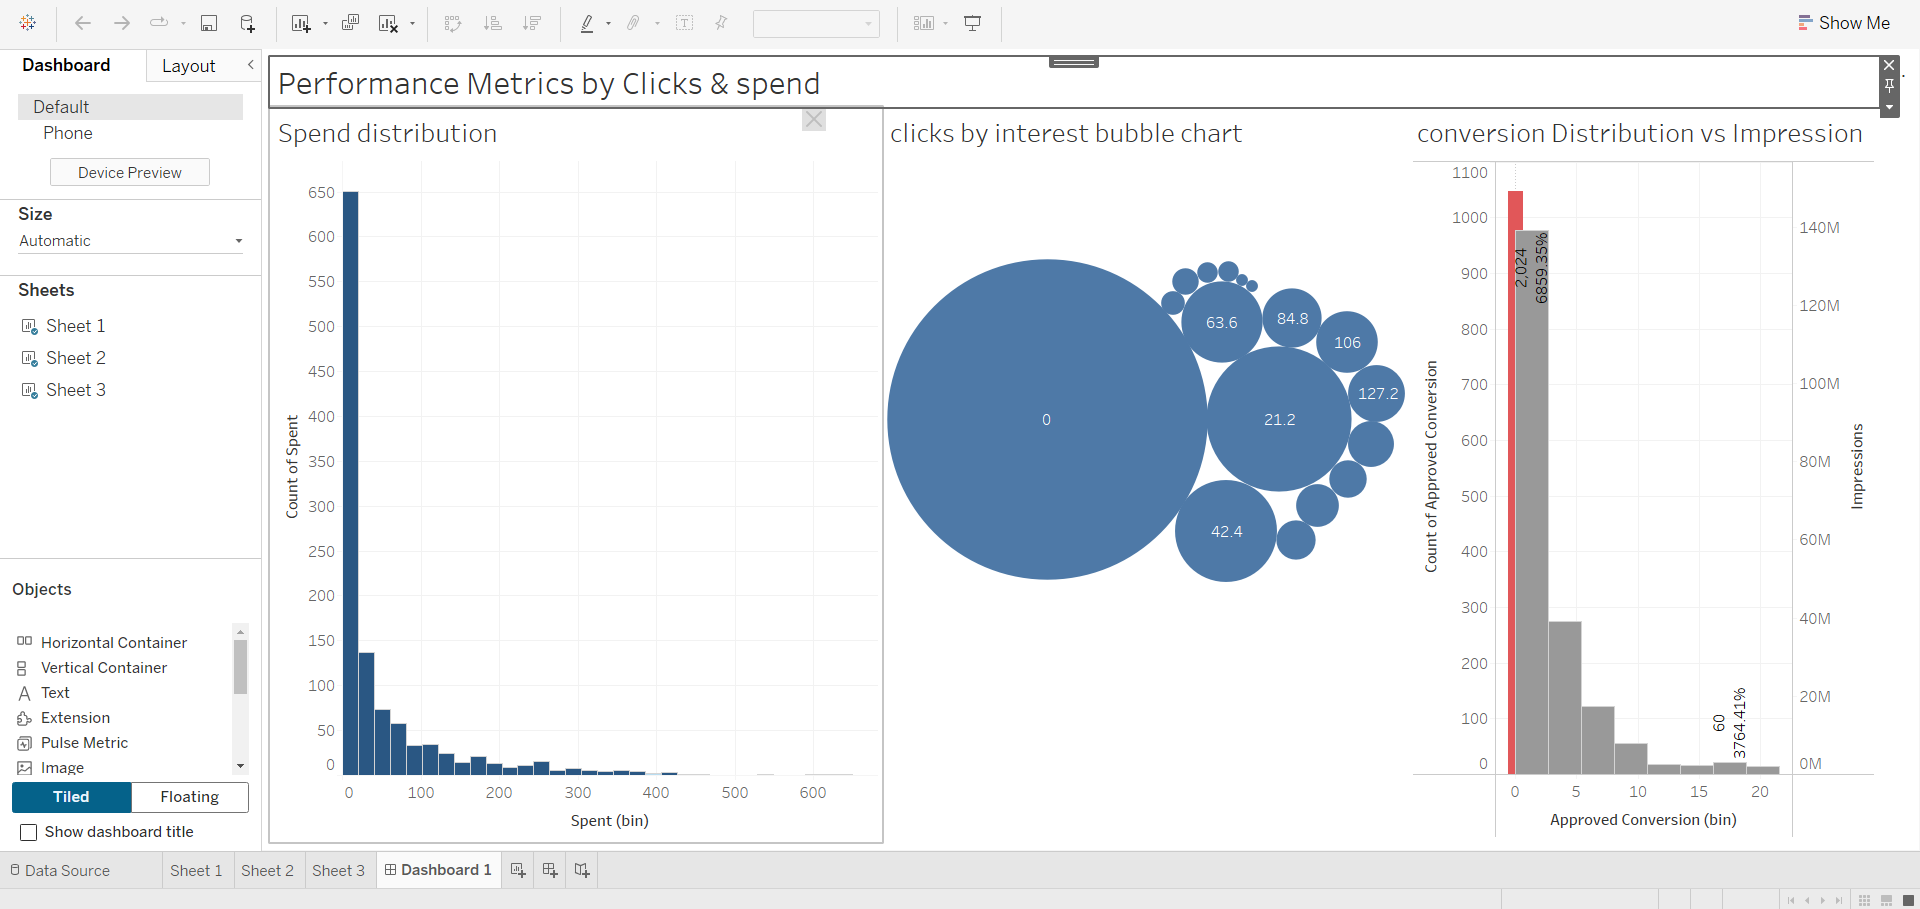 Show Me
Dashboard
Layout
Default
Phone
Device Preview
Size
Automatic
Sheets
Sheet 1
Sheet 2
Sheet 3
Objects
Horizontal Container
Vertical Container
Text
Extension
Pulse Metric
Image
Tiled
Floating
Show dashboard title
Performance Metrics by Clicks & spend
Spend distribution
650
600
550
500
450
400
350
300
250
200
150
100
50
0
Count of Spent
0 100 200 300 400 500 600
Spent (bin)
clicks by interest bubble chart
63.6
84.8
106
127.2
0
21.2
42.4
conversion Distribution vs Impression
1100
1000
900
800
700
600
500
400
300
200
100
0
Count of Approved Conversion
2,024
6859.35%
60
3764.41%
140M
120M
100M
80M
60M
40M
20M
0M
Impressions
0 5 10 15 20
Approved Conversion (bin)
Data Source
Sheet 1
Sheet 2
Sheet 3
Dashboard 1